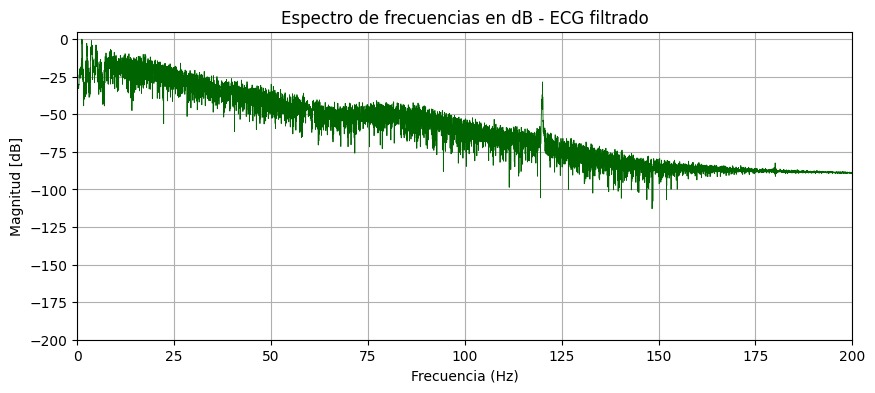 Espectro de frecuencias en dB - ECG filtrado
Magnitud [dB]
0
−25
−50
−75
−100
−125
−150
−175
−200
0 25 50 75 100 125 150 175 200
Frecuencia (Hz)